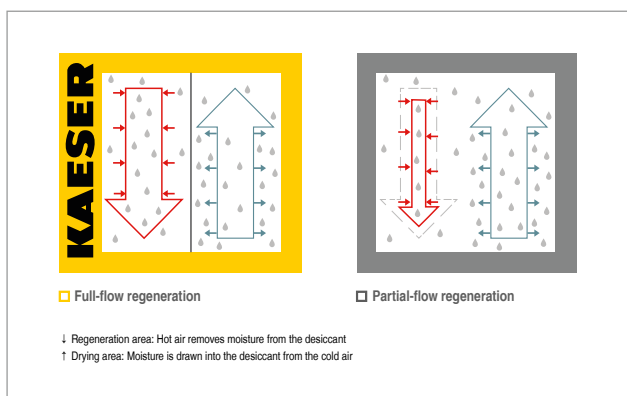 KAESER
Full-flow regeneration
Partial-flow regeneration
↓ Regeneration area: Hot air removes moisture from the desiccant
↑ Drying area: Moisture is drawn into the desiccant from the cold air